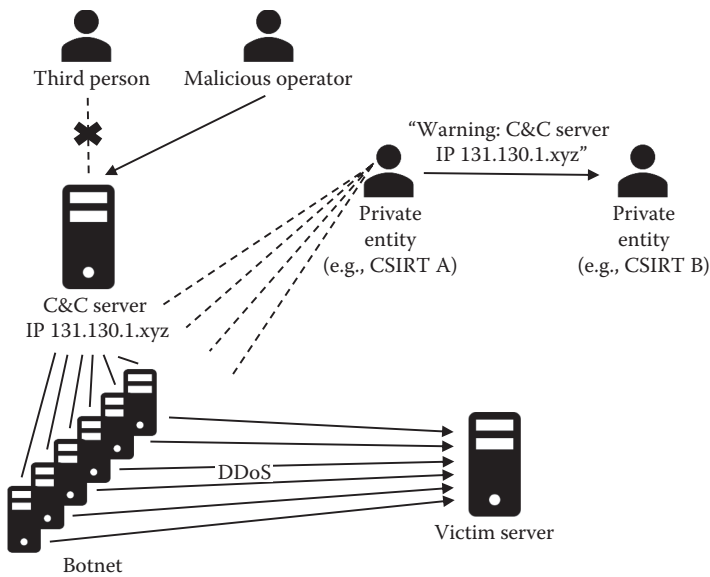 Third person
Malicious operator
“Warning: C&C server
IP 131.130.1.xyz”
Private
entity
(e.g., CSIRT A)
Private
entity
(e.g., CSIRT B)
C&C server
IP 131.130.1.xyz
DDoS
Victim server
Botnet